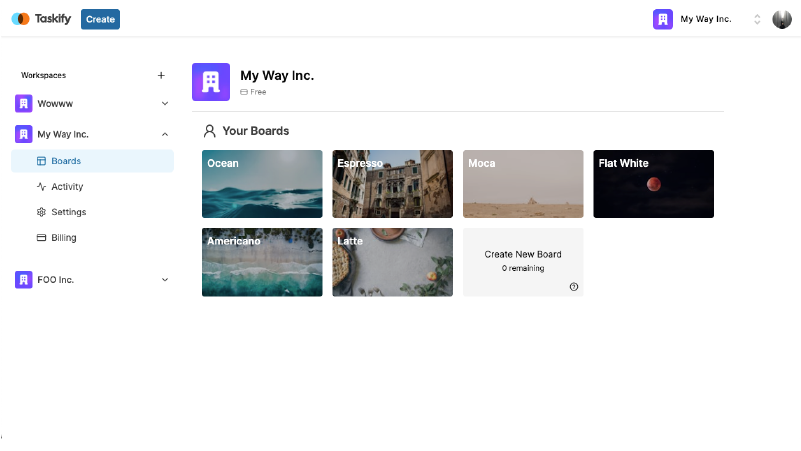 Taskify
Create
My Way Inc.
Workspaces
Wowww
My Way Inc.
Boards
Activity
Settings
Billing
FOO Inc.
My Way Inc.
Free
Your Boards
Ocean
Espresso
Moca
Flat White
Americano
Latte
Create New Board
0 remaining